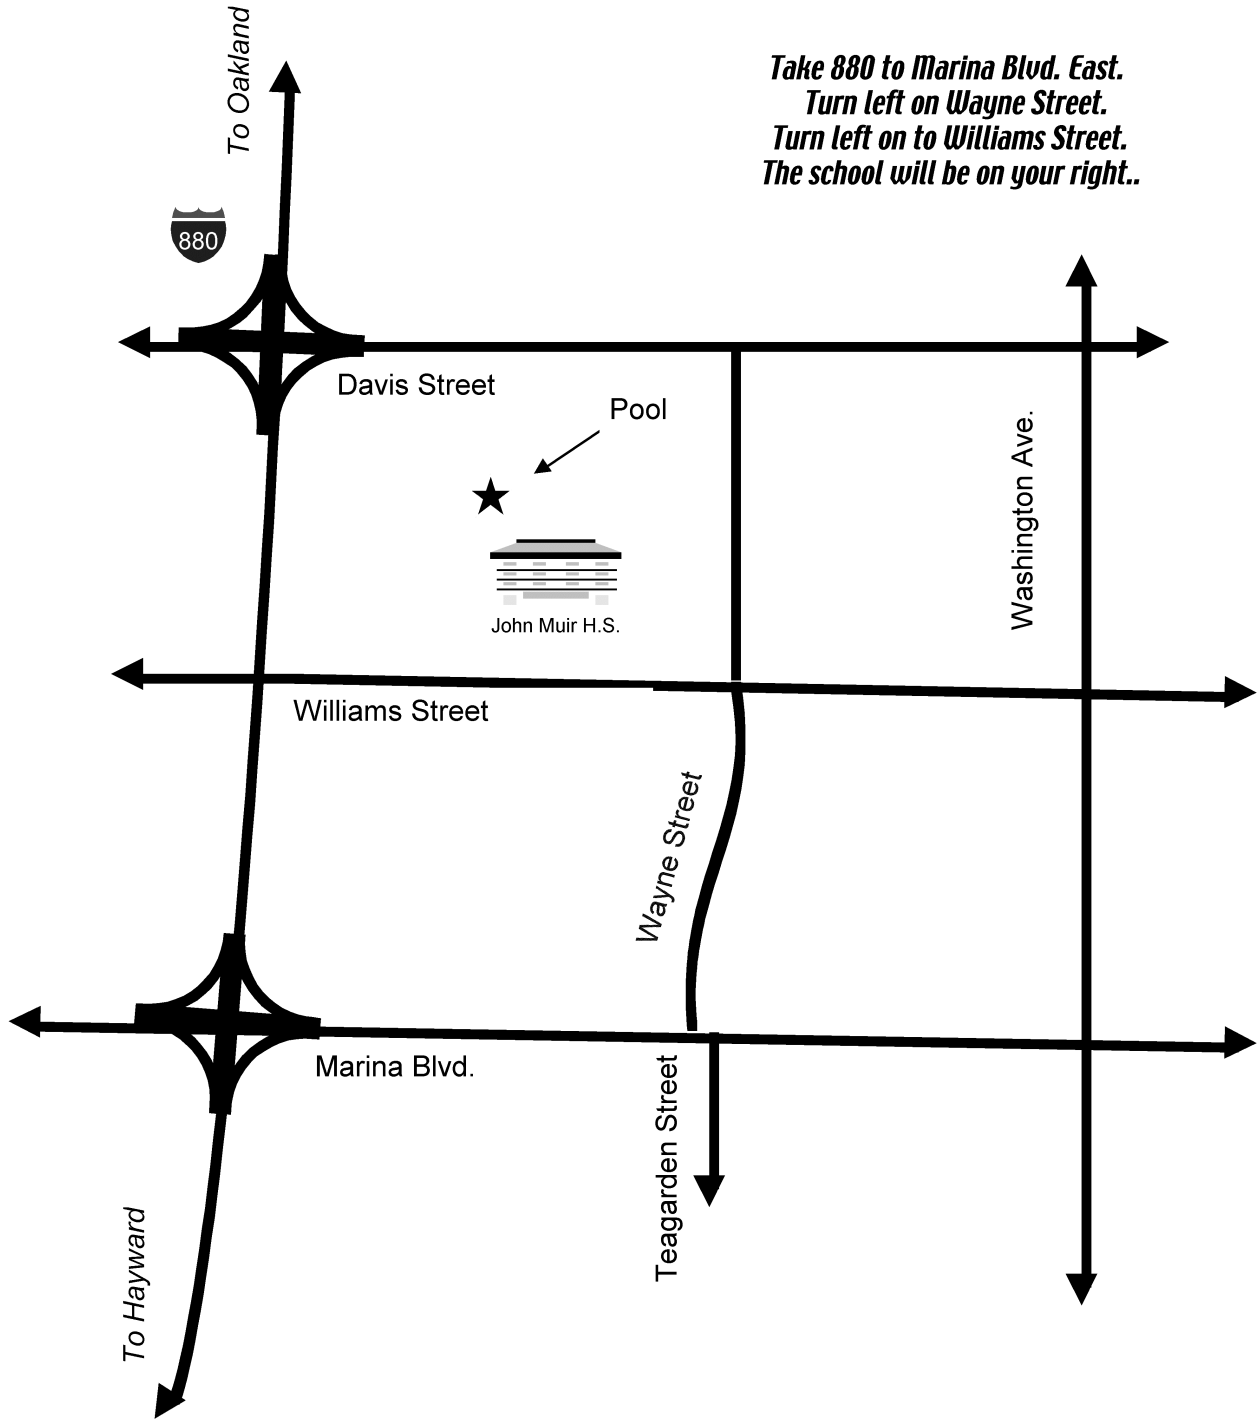 To Oakland
Take 880 to Marina Blvd. East.
Turn left on Wayne Street.
Turn left on to Williams Street.
The school will be on your right..
880
Davis Street
Pool
Washington Ave.
John Muir H.S.
Williams Street
Wayne Street
Marina Blvd.
Teagarden Street
To Hayward